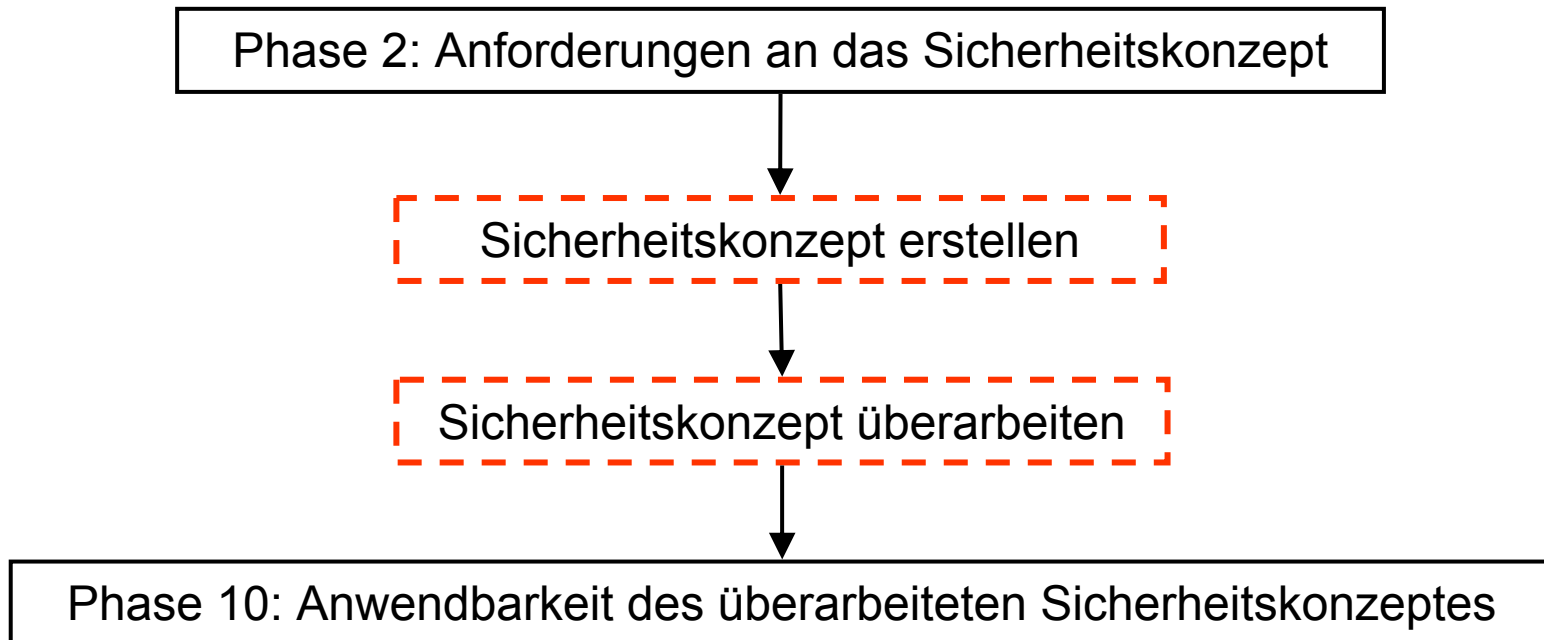 Phase 2: Anforderungen an das Sicherheitskonzept
Sicherheitskonzept erstellen
Sicherheitskonzept überarbeiten
Phase 10: Anwendbarkeit des überarbeiteten Sicherheitskonzeptes